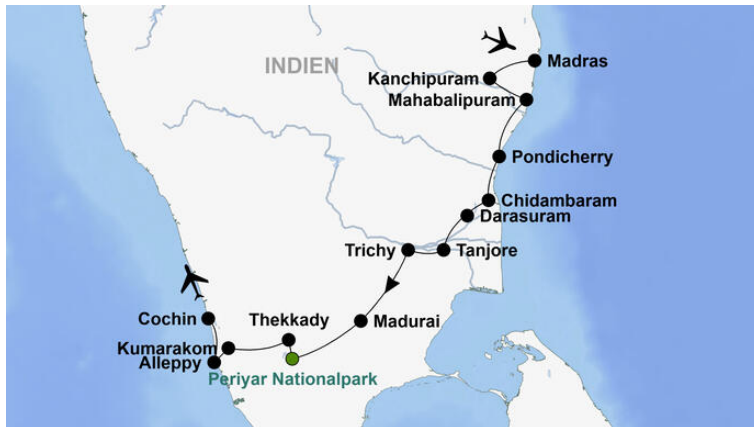 INDIEN
Madras
Kanchipuram
Mahabalipuram
Pondicherry
Chidambaram
Darasuram
Trichy
Tanjore
Cochin
Thekkady
Madurai
Kumarakom
Alleppy
Periyar Nationalpark